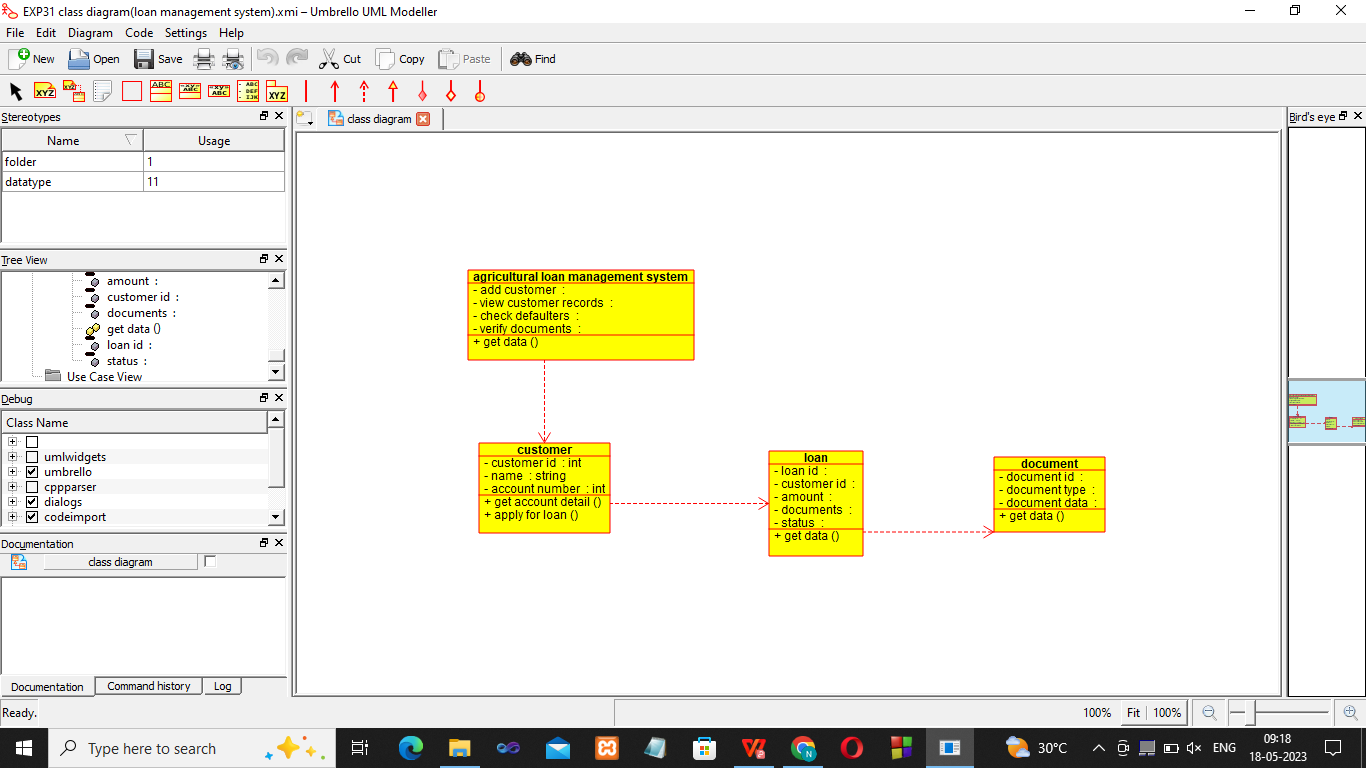 EXP31 class diagram(loan management system).xmi – Umbrello UML Modeller
File Edit Diagram Code Settings Help
New Open Save Cut Copy Paste Find
Stereotypes
Name Usage
folder 1
datatype 11
Tree View
amount :
customer id :
documents :
get data ()
loan id :
status :
Use Case View
Debug
Class Name
umlwidgets
umbrello
cppparser
dialogs
codeimport
Documentation
class diagram
Documentation Command history Log
class diagram
agricultural loan management system
- add customer :
- view customer records :
- check defaulters :
- verify documents :
+ get data ()
customer
- customer id : int
- name : string
- account number : int
+ get account detail ()
+ apply for loan ()
loan
- loan id :
- customer id :
- amount :
- documents :
- status :
+ get data ()
document
- document id :
- document type :
- document data :
+ get data ()
Bird's eye
Ready.
100% Fit 100%
Type here to search
30°C ENG
09:18
18-05-2023